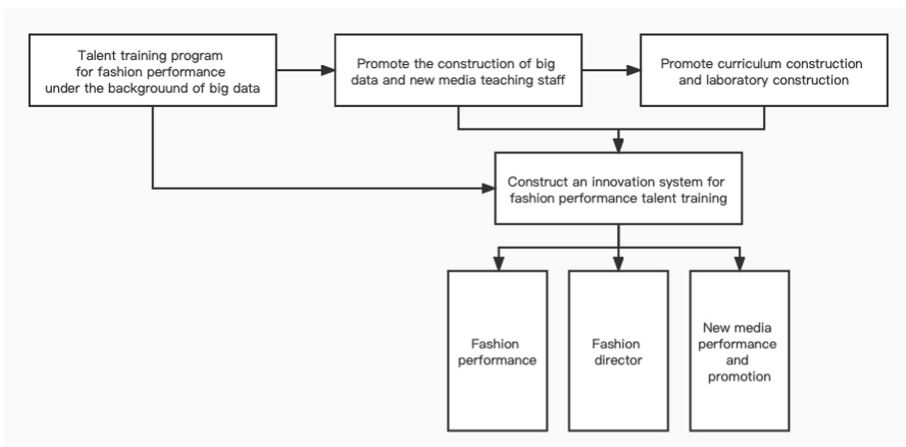 Talent training program
for fashion performance
under the backgrouund of big data
Promote the construction of big
data and new media teaching staff
Promote curriculum construction
and laboratory construction
Construct an innovation system for
fashion performance talent training
Fashion
performance
Fashion
director
New media
performance
and
promotion